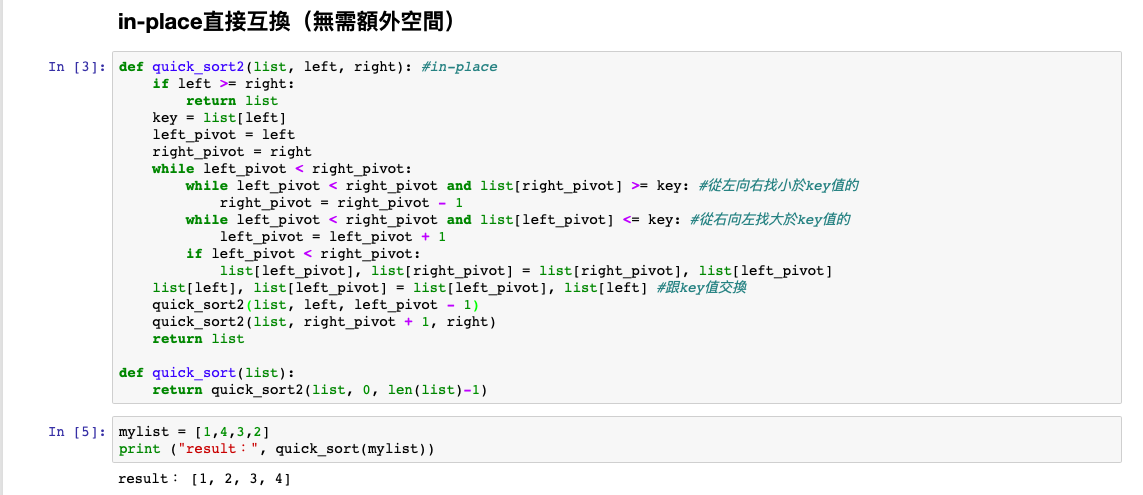 in-place直接互換（無需額外空間）
In [3]: def quick_sort2(list, left, right): #in-place
    if left >= right:
        return list
    key = list[left]
    left_pivot = left
    right_pivot = right
    while left_pivot < right_pivot:
        while left_pivot < right_pivot and list[right_pivot] >= key: #從左向右找小於key值的
            right_pivot = right_pivot - 1
        while left_pivot < right_pivot and list[left_pivot] <= key: #從右向左找大於key值的
            left_pivot = left_pivot + 1
        if left_pivot < right_pivot:
            list[left_pivot], list[right_pivot] = list[right_pivot], list[left_pivot]
    list[left], list[left_pivot] = list[left_pivot], list[left] #跟key值交換
    quick_sort2(list, left, left_pivot - 1)
    quick_sort2(list, right_pivot + 1, right)
    return list

def quick_sort(list):
    return quick_sort2(list, 0, len(list)-1)
In [5]: mylist = [1,4,3,2]
print ("result：", quick_sort(mylist))
result： [1, 2, 3, 4]